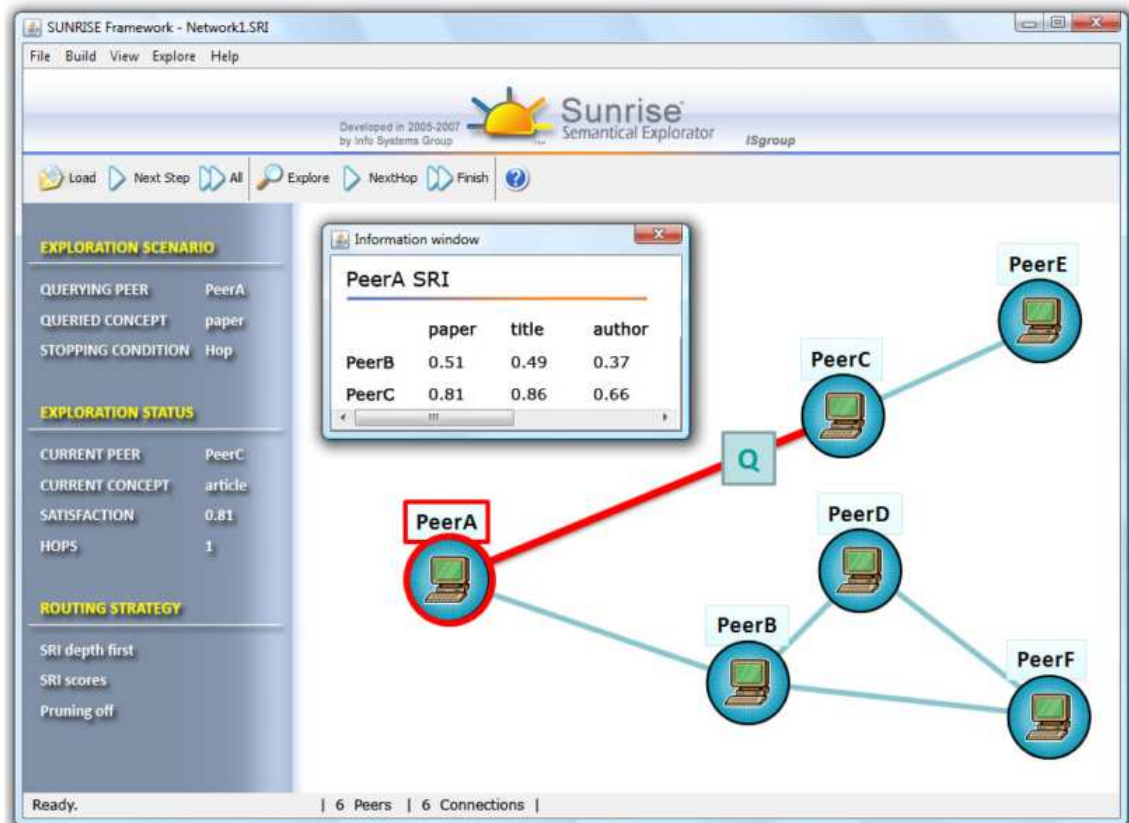 SUNRISE Framework - Network1.SRI
File Build View Explore Help
Developed in 2005-2007
by Info Systems Group
Sunrise
Semantical Explorator
ISgroup
Load Next Step All Explore NextHop Finish ?
EXPLORATION SCENARIO
QUERYING PEER PeerA
QUERIED CONCEPT paper
STOPPING CONDITION Hop
EXPLORATION STATUS
CURRENT PEER PeerC
CURRENT CONCEPT article
SATISFACTION 0.81
HOPS 1
ROUTING STRATEGY
SRI depth first
SRI scores
Pruning off
Information window
PeerA SRI
paper title author
PeerB 0.51 0.49 0.37
PeerC 0.81 0.86 0.66
PeerE
PeerC
Q
PeerA
PeerD
PeerB
PeerF
Ready. | 6 Peers | 6 Connections |